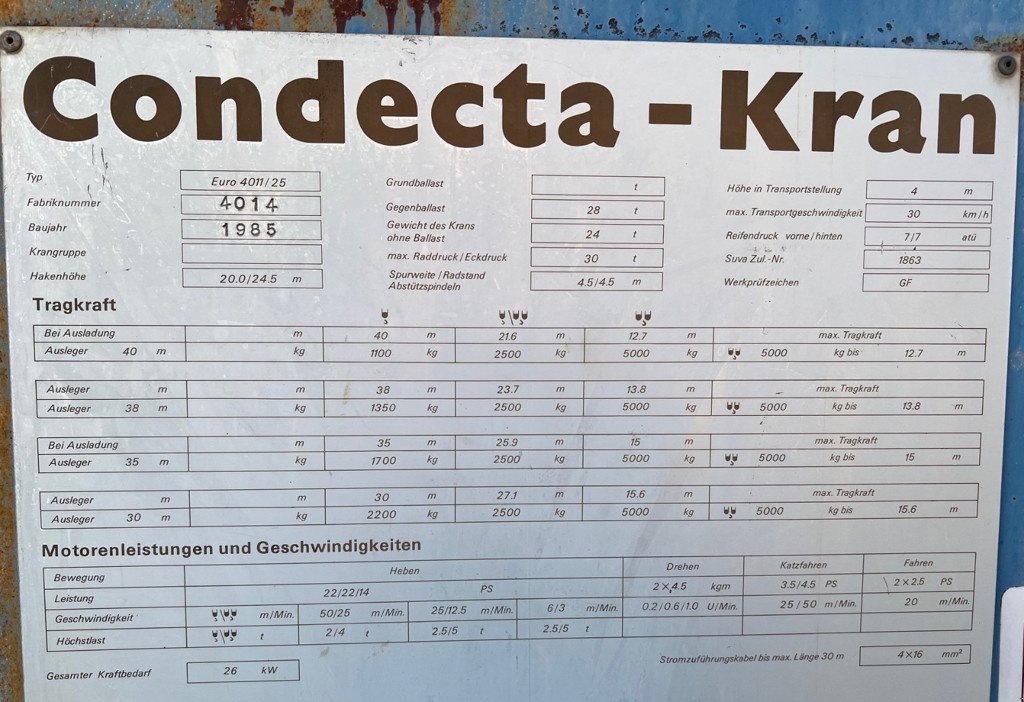 Condecta - Kran
Typ Euro 4011/25 Grundballast t Höhe in Transportstellung 4 m
Fabriknummer 4014 Gegenballast 28 t max. Transportgeschwindigkeit 30 km/h
Baujahr 1985 Gewicht des Krans ohne Ballast 24 t Reifendruck vorne/hinten 7/7 atü
Krangruppe max. Raddruck/Eckdruck 30 t Suva Zul.-Nr. 1863
Hakenhöhe 20.0/24.5 m Spurweite/Radstand Abstützspindeln 4.5/4.5 m Werkprüfzeichen GF
Tragkraft
Bei Ausladung m 40 m 21.6 m 12.7 m max. Tragkraft
Ausleger 40 m kg 1100 kg 2500 kg 5000 kg 5000 kg bis 12.7 m
Ausleger m m 38 m 23.7 m 13.8 m max. Tragkraft
Ausleger 38 m kg 1350 kg 2500 kg 5000 kg 5000 kg bis 13.8 m
Bei Ausladung m 35 m 25.9 m 15 m max. Tragkraft
Ausleger 35 m kg 1700 kg 2500 kg 5000 kg 5000 kg bis 15 m
Ausleger m m 30 m 27.1 m 15.6 m max. Tragkraft
Ausleger 30 m kg 2200 kg 2500 kg 5000 kg 5000 kg bis 15.6 m
Motorenleistungen und Geschwindigkeiten
Bewegung Heben Drehen Katzfahren Fahren
Leistung 22/22/14 PS 2×4.5 kgm 3.5/4.5 PS 2×2.5 PS
Geschwindigkeit m/Min. 50/25 m/Min. 25/12.5 m/Min. 6/3 m/Min. 0.2/0.6/1.0 U/Min. 25/50 m/Min. 20 m/Min.
Höchstlast t 2/4 t 2.5/5 t 2.5/5 t
Gesamter Kraftbedarf 26 kW Stromzuführungskabel bis max. Länge 30 m 4×16 mm²